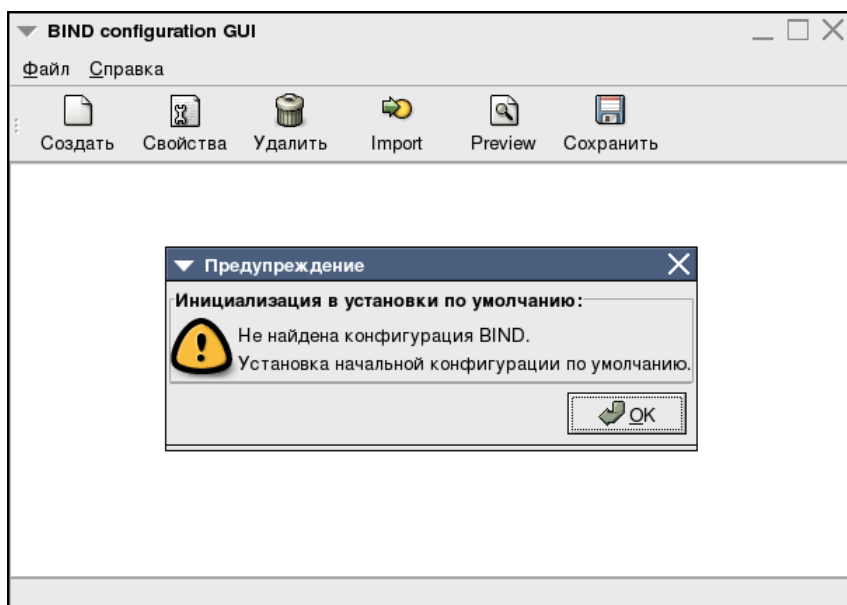 BIND configuration GUI
Файл Справка
Создать Свойства Удалить Import Preview Сохранить
Предупреждение
Инициализация в установки по умолчанию:
Не найдена конфигурация BIND.
Установка начальной конфигурации по умолчанию.
OK